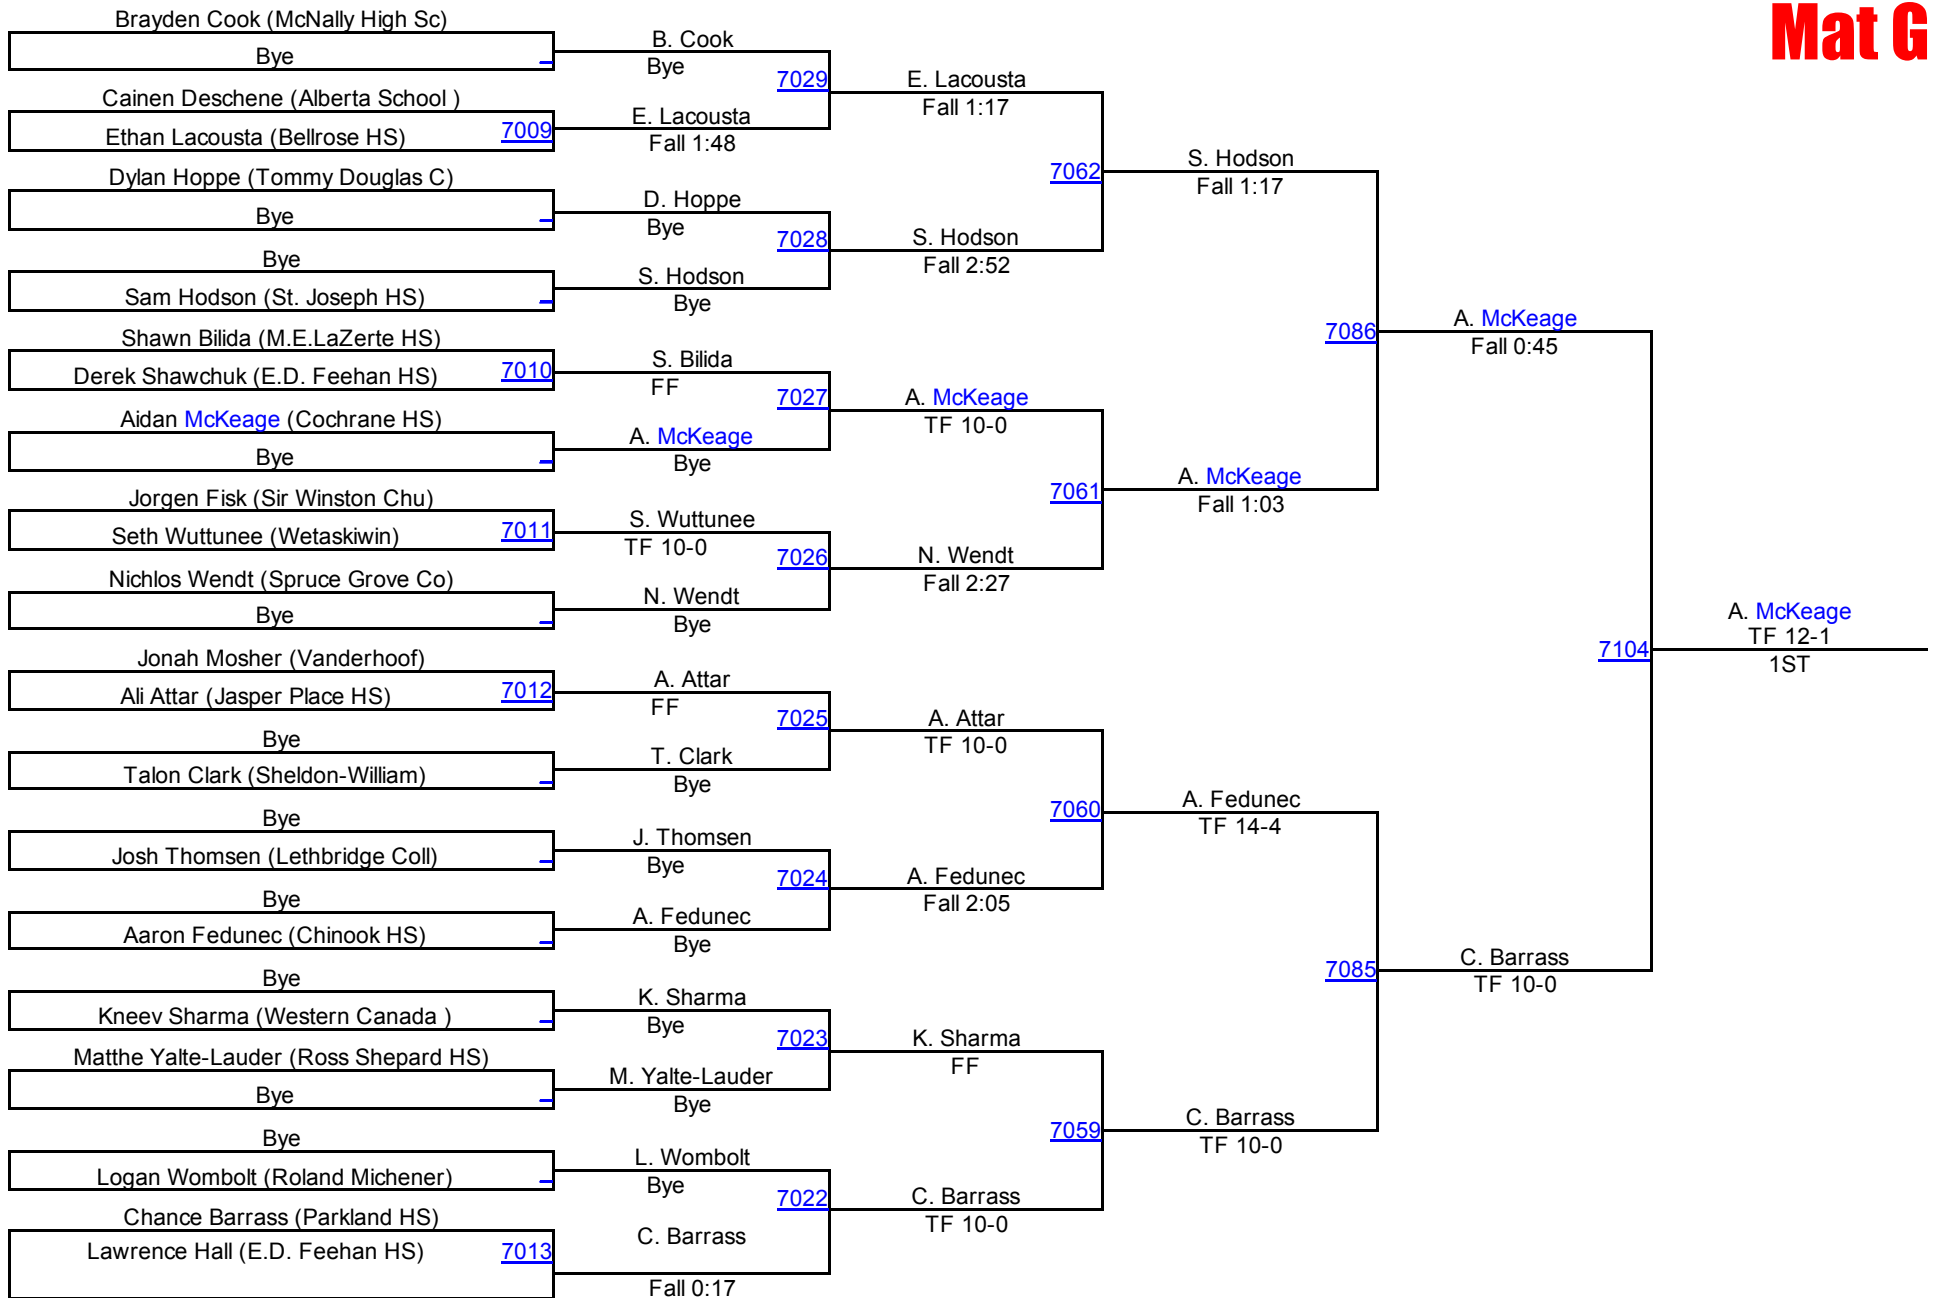 Mat G
Brayden Cook (McNally High Sc)
Bye
Cainen Deschene (Alberta School )
Ethan Lacousta (Bellrose HS)
7009
Dylan Hoppe (Tommy Douglas C)
Bye
Bye
Sam Hodson (St. Joseph HS)
Shawn Bilida (M.E.LaZerte HS)
Derek Shawchuk (E.D. Feehan HS)
7010
Aidan McKeage (Cochrane HS)
Bye
Jorgen Fisk (Sir Winston Chu)
Seth Wuttunee (Wetaskiwin)
7011
Nichlos Wendt (Spruce Grove Co)
Bye
Jonah Mosher (Vanderhoof)
Ali Attar (Jasper Place HS)
7012
Bye
Talon Clark (Sheldon-William)
Bye
Josh Thomsen (Lethbridge Coll)
Bye
Aaron Fedunec (Chinook HS)
Bye
Kneev Sharma (Western Canada )
Matthe Yalte-Lauder (Ross Shepard HS)
Bye
Bye
Logan Wombolt (Roland Michener)
Chance Barrass (Parkland HS)
Lawrence Hall (E.D. Feehan HS)
7013
B. Cook
Bye
7029
E. Lacousta
Fall 1:48
D. Hoppe
Bye
7028
S. Hodson
Bye
S. Bilida
FF
7027
A. McKeage
Bye
S. Wuttunee
TF 10-0
7026
N. Wendt
Bye
A. Attar
FF
7025
T. Clark
Bye
J. Thomsen
Bye
7024
A. Fedunec
Bye
K. Sharma
Bye
7023
M. Yalte-Lauder
Bye
L. Wombolt
Bye
7022
C. Barrass
Fall 0:17
E. Lacousta
Fall 1:17
7062
S. Hodson
Fall 2:52
A. McKeage
TF 10-0
7061
N. Wendt
Fall 2:27
A. Attar
TF 10-0
7060
A. Fedunec
Fall 2:05
K. Sharma
FF
7059
C. Barrass
TF 10-0
S. Hodson
Fall 1:17
7086
A. McKeage
Fall 1:03
A. Fedunec
TF 14-4
7085
C. Barrass
TF 10-0
A. McKeage
Fall 0:45
7104
C. Barrass
TF 10-0
A. McKeage
TF 12-1
1ST